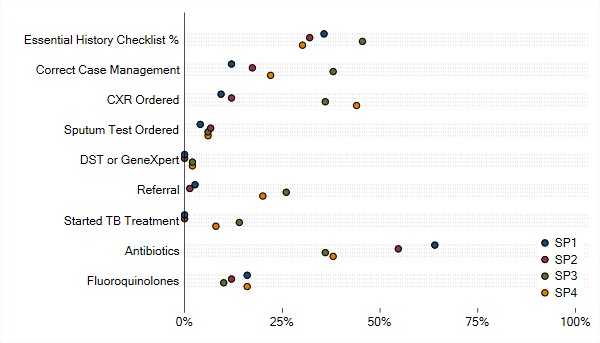 Essential History Checklist %
Correct Case Management
CXR Ordered
Sputum Test Ordered
DST or GeneXpert
Referral
Started TB Treatment
Antibiotics
Fluoroquinolones
SP1
SP2
SP3
SP4
0% 25% 50% 75% 100%